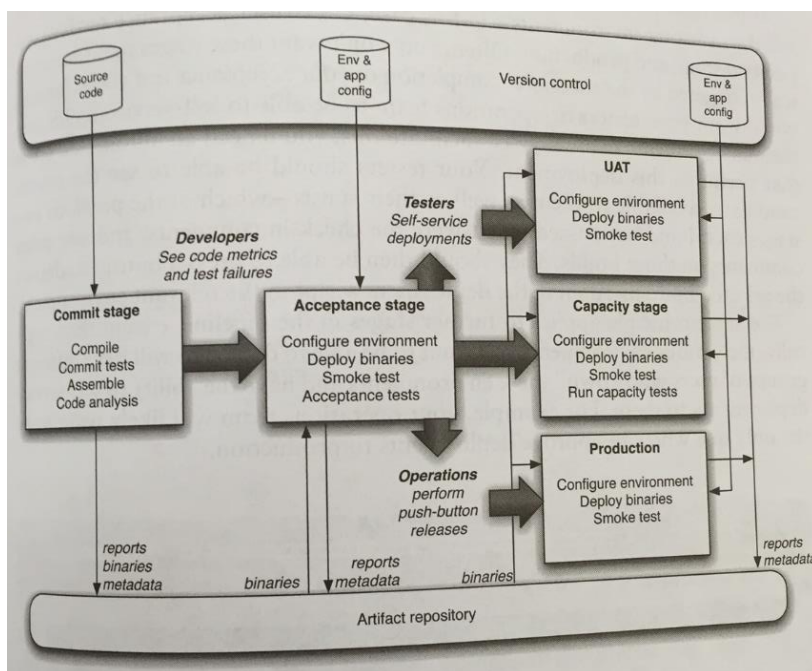 Source
code
Env &
app
config
Version control
Env &
app
config
Developers
See code metrics
and test failures
Testers
Self-service
deployments
UAT
Configure environment
Deploy binaries
Smoke test
Commit stage
Compile
Commit tests
Assemble
Code analysis
Acceptance stage
Configure environment
Deploy binaries
Smoke test
Acceptance tests
Capacity stage
Configure environment
Deploy binaries
Smoke test
Run capacity tests
Operations
perform
push-button
releases
Production
Configure environment
Deploy binaries
Smoke test
reports
binaries
metadata
binaries
reports
metadata
binaries
reports
metadata
Artifact repository